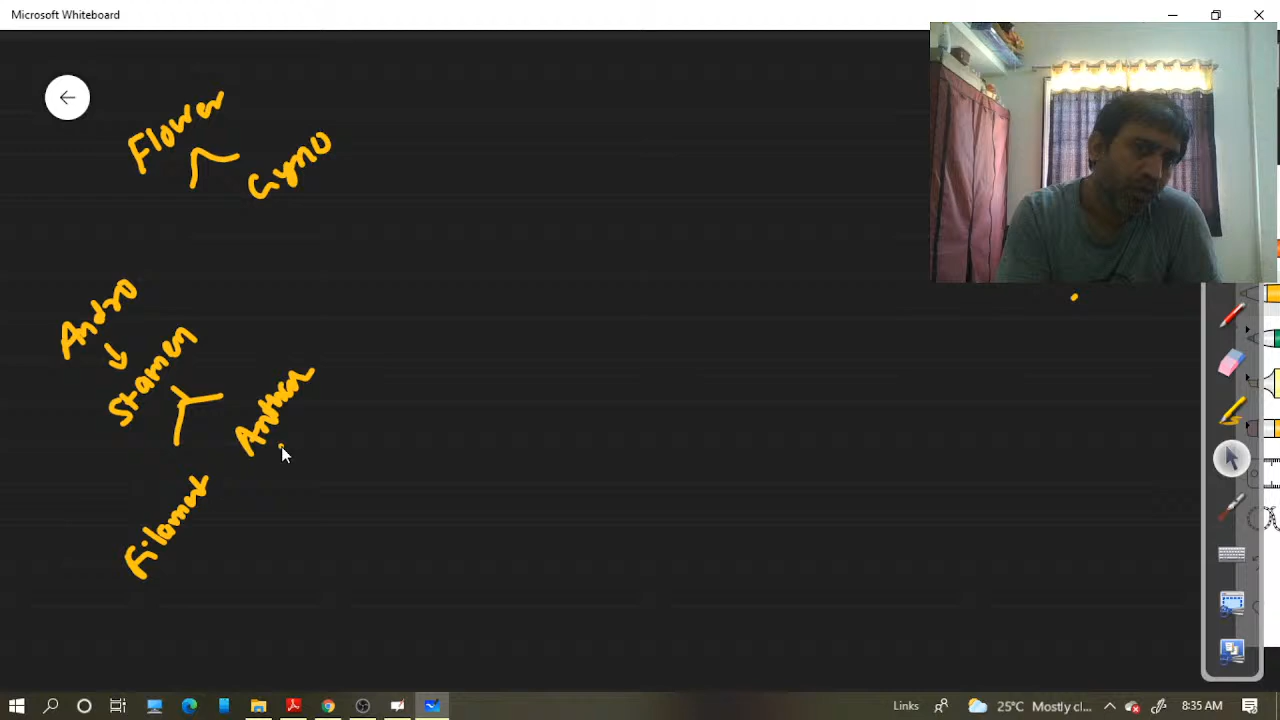 Microsoft Whiteboard
Flower
Gyno
Andro
Stamen
Anther
Filament
Links
25°C Mostly cl...
8:35 AM